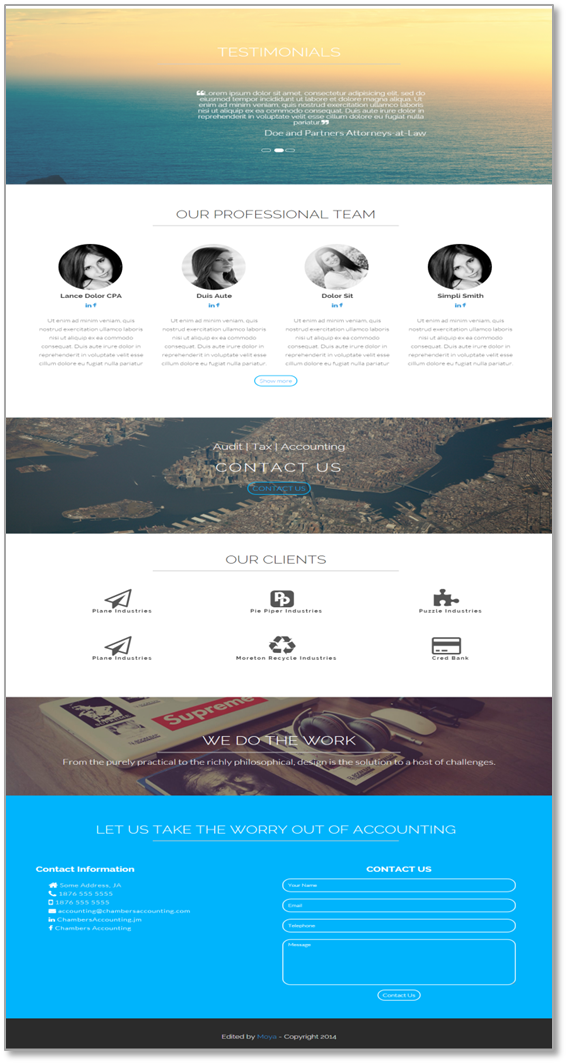 TESTIMONIALS
❝Lorem ipsum dolor sit amet, consectetur adipisicing elit, sed do
eiusmod tempor incididunt ut labore et dolore magna aliqua. Ut
enim ad minim veniam, quis nostrud exercitation ullamco laboris
nisi ut aliquip ex ea commodo consequat. Duis aute irure dolor in
reprehenderit in voluptate velit esse cillum dolore eu fugiat nulla
pariatur.❞
Doe and Partners Attorneys-at-Law
OUR PROFESSIONAL TEAM
Lance Dolor CPA
in f
Ut enim ad minim veniam, quis
nostrud exercitation ullamco laboris
nisi ut aliquip ex ea commodo
consequat. Duis aute irure dolor in
reprehenderit in voluptate velit esse
cillum dolore eu fugiat nulla pariatur.
Duis Aute
in f
Ut enim ad minim veniam, quis
nostrud exercitation ullamco laboris
nisi ut aliquip ex ea commodo
consequat. Duis aute irure dolor in
reprehenderit in voluptate velit esse
cillum dolore eu fugiat nulla pariatur.
Dolor Sit
in f
Ut enim ad minim veniam, quis
nostrud exercitation ullamco laboris
nisi ut aliquip ex ea commodo
consequat. Duis aute irure dolor in
reprehenderit in voluptate velit esse
cillum dolore eu fugiat nulla pariatur.
Simpli Smith
in f
Ut enim ad minim veniam, quis
nostrud exercitation ullamco laboris
nisi ut aliquip ex ea commodo
consequat. Duis aute irure dolor in
reprehenderit in voluptate velit esse
cillum dolore eu fugiat nulla pariatur.
Show more
Audit | Tax | Accounting
CONTACT US
CONTACT US
OUR CLIENTS
Plane Industries
Pie Piper Industries
Puzzle Industries
Plane Industries
Moreton Recycle Industries
Cred Bank
Supreme
WE DO THE WORK
From the purely practical to the richly philosophical, design is the solution to a host of challenges.
LET US TAKE THE WORRY OUT OF ACCOUNTING
Contact Information
Some Address, JA
1876 555 5555
1876 555 5555
accounting@chambersaccounting.com
in ChambersAccounting.jm
f Chambers Accounting
CONTACT US
Your Name
Email
Telephone
Message
Contact Us
Edited by Moya - Copyright 2014